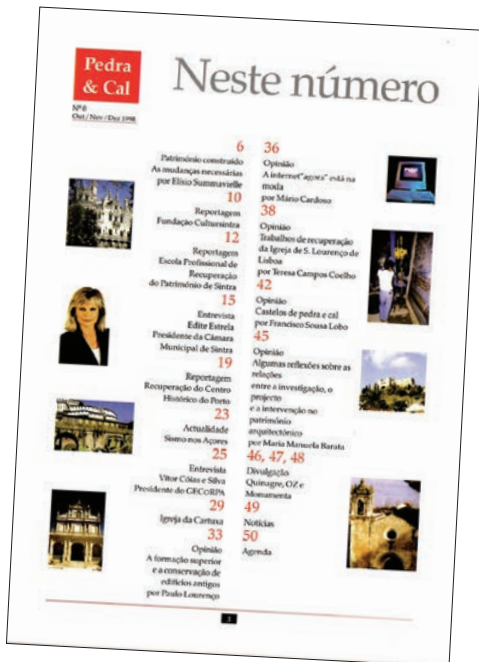 Pedra
& Cal
Nº 0
Out / Nov / Dez 1998
Neste número
6
Património construído
As mudanças necessárias
por Elísio Summavielle
10
Reportagem
Fundação Cultursintra
12
Reportagem
Escola Profissional de
Recuperação
do Património de Sintra
15
Entrevista
Edite Estrela
Presidente da Câmara
Municipal de Sintra
19
Reportagem
Recuperação do Centro
Histórico do Porto
23
Actualidade
Sismo nos Açores
25
Entrevista
Vítor Cóias e Silva
Presidente do GECoRPA
29
Igreja da Cartuxa
33
Opinião
A formação superior
e a conservação de
edifícios antigos
por Paulo Lourenço
36
Opinião
A internet"agora" está na
moda
por Mário Cardoso
38
Opinião
Trabalhos de recuperação
da Igreja de S. Lourenço de
Lisboa
por Teresa Campos Coelho
42
Opinião
Castelos de pedra e cal
por Francisco Sousa Lobo
45
Opinião
Algumas reflexões sobre as
relações
entre a investigação, o
projecto
e a intervenção no
património
arquitectónico
por Maria Manuela Barata
46, 47, 48
Divulgação
Quinagre, OZ e
Monumenta
49
Notícias
50
Agenda
3